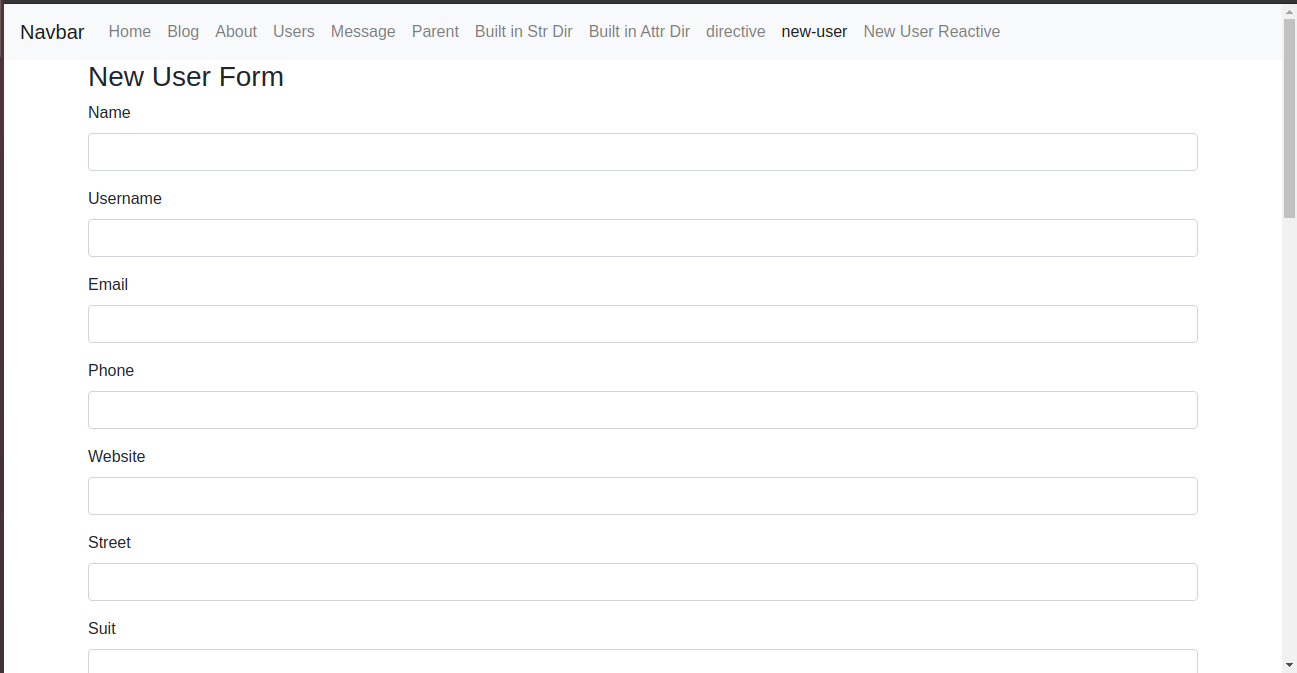 Navbar Home Blog About Users Message Parent Built in Str Dir Built in Attr Dir directive new-user New User Reactive
New User Form
Name
Username
Email
Phone
Website
Street
Suit